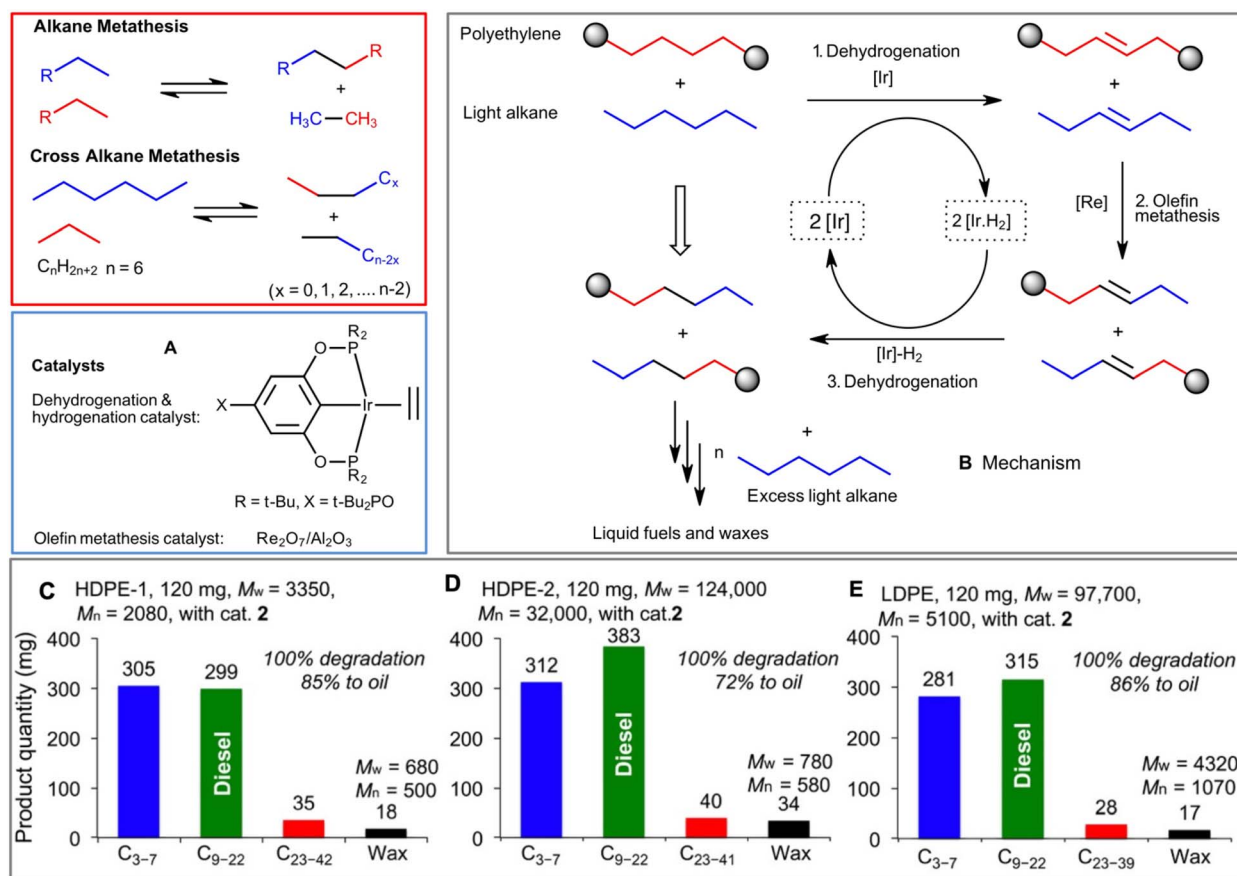 Alkane Metathesis
R
R
R
R
+
H₃C—CH₃
Cross Alkane Metathesis
Cₓ
+
Cₙ₋₂ₓ
CₙH₂ₙ₊₂ n = 6
(x = 0, 1, 2, .... n-2)
A
Catalysts
Dehydrogenation &
hydrogenation catalyst:
R₂
O—P
X
Ir
O—P
R₂
R = t-Bu, X = t-Bu₂PO
Olefin metathesis catalyst: Re₂O₇/Al₂O₃
Polyethylene
+
Light alkane
1. Dehydrogenation
[Ir]
+
2 [Ir]
2 [Ir.H₂]
[Re]
2. Olefin
metathesis
+
+
[Ir]-H₂
3. Dehydrogenation
n
+
Excess light alkane
B Mechanism
Liquid fuels and waxes
C HDPE-1, 120 mg, Mw = 3350,
Mn = 2080, with cat. 2
Product quantity (mg)
400
300
200
100
0
305
299
35
18
Diesel
100% degradation
85% to oil
Mw = 680
Mn = 500
C₃₋₇ C₉₋₂₂ C₂₃₋₄₂ Wax
D HDPE-2, 120 mg, Mw = 124,000
Mn = 32,000, with cat.2
400
300
200
100
0
312
383
40
34
Diesel
100% degradation
72% to oil
Mw = 780
Mn = 580
C₃₋₇ C₉₋₂₂ C₂₃₋₄₁ Wax
E LDPE, 120 mg, Mw = 97,700,
Mn = 5100, with cat. 2
400
300
200
100
0
281
315
28
17
Diesel
100% degradation
86% to oil
Mw = 4320
Mn = 1070
C₃₋₇ C₉₋₂₂ C₂₃₋₃₉ Wax